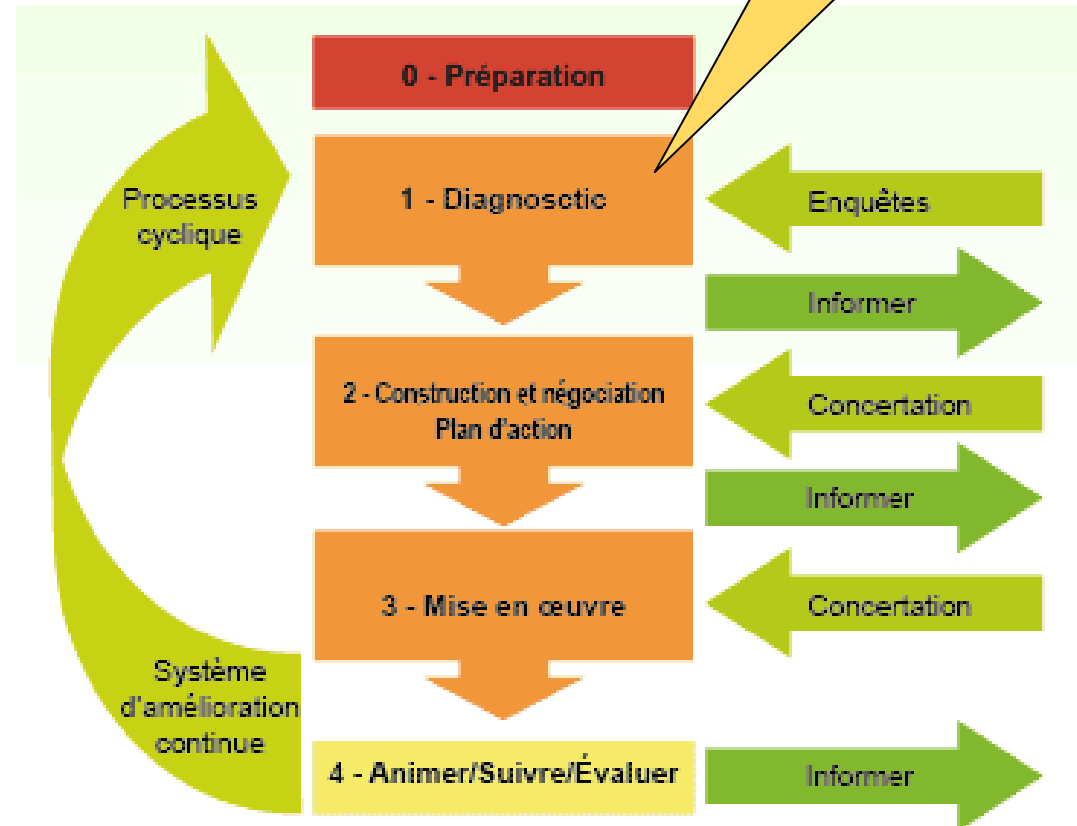 0 - Préparation
Processus
cyclique
1 - Diagnosctic
Enquêtes
Informer
2 - Construction et négociation
Plan d'action
Concertation
Informer
3 - Mise en œuvre
Concertation
Système
d'amélioration
continue
4 - Animer/Suivre/Évaluer
Informer